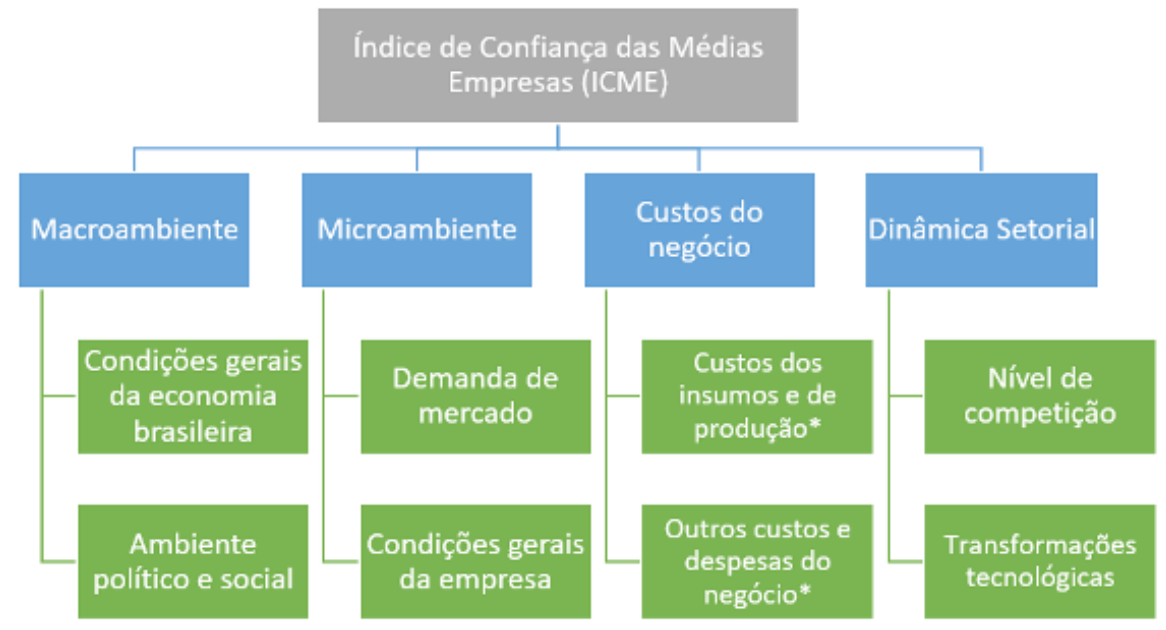 Índice de Confiança das Médias
Empresas (ICME)
Macroambiente
Microambiente
Custos do
negócio
Dinâmica Setorial
Condições gerais
da economia
brasileira
Ambiente
político e social
Demanda de
mercado
Condições gerais
da empresa
Custos dos
insumos e de
produção*
Outros custos e
despesas do
negócio*
Nível de
competição
Transformações
tecnológicas